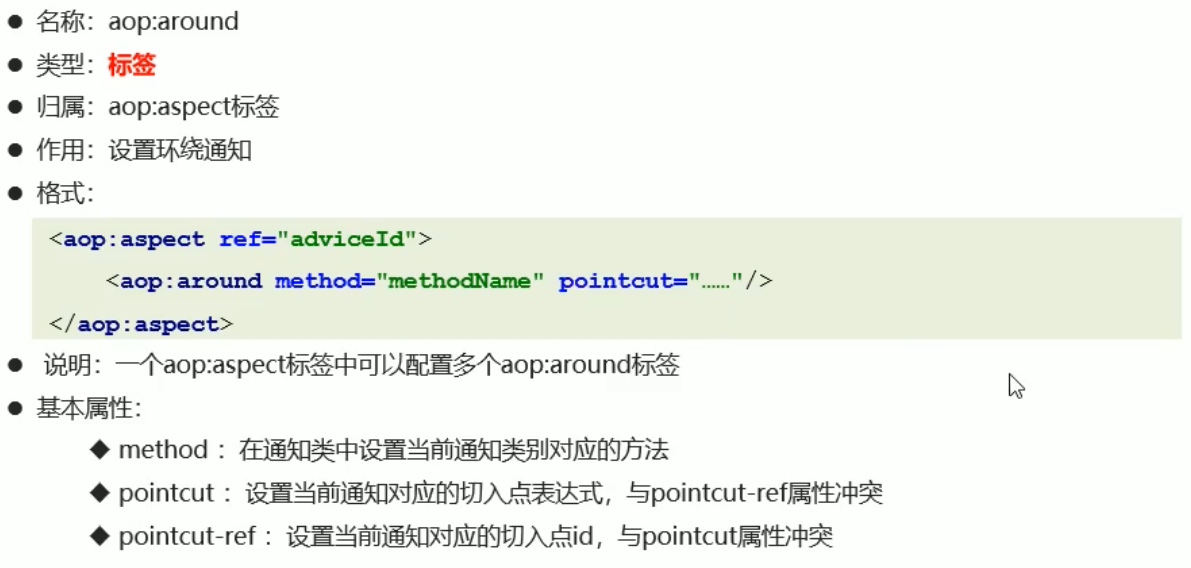 ● 名称：aop:around
● 类型：标签
● 归属：aop:aspect标签
● 作用：设置环绕通知
● 格式：
<aop:aspect ref="adviceId">
<aop:around method="methodName" pointcut="……"/>
</aop:aspect>
● 说明：一个aop:aspect标签中可以配置多个aop:around标签
● 基本属性：
◆ method ：在通知类中设置当前通知类别对应的方法
◆ pointcut ：设置当前通知对应的切入点表达式，与pointcut-ref属性冲突
◆ pointcut-ref ：设置当前通知对应的切入点id，与pointcut属性冲突